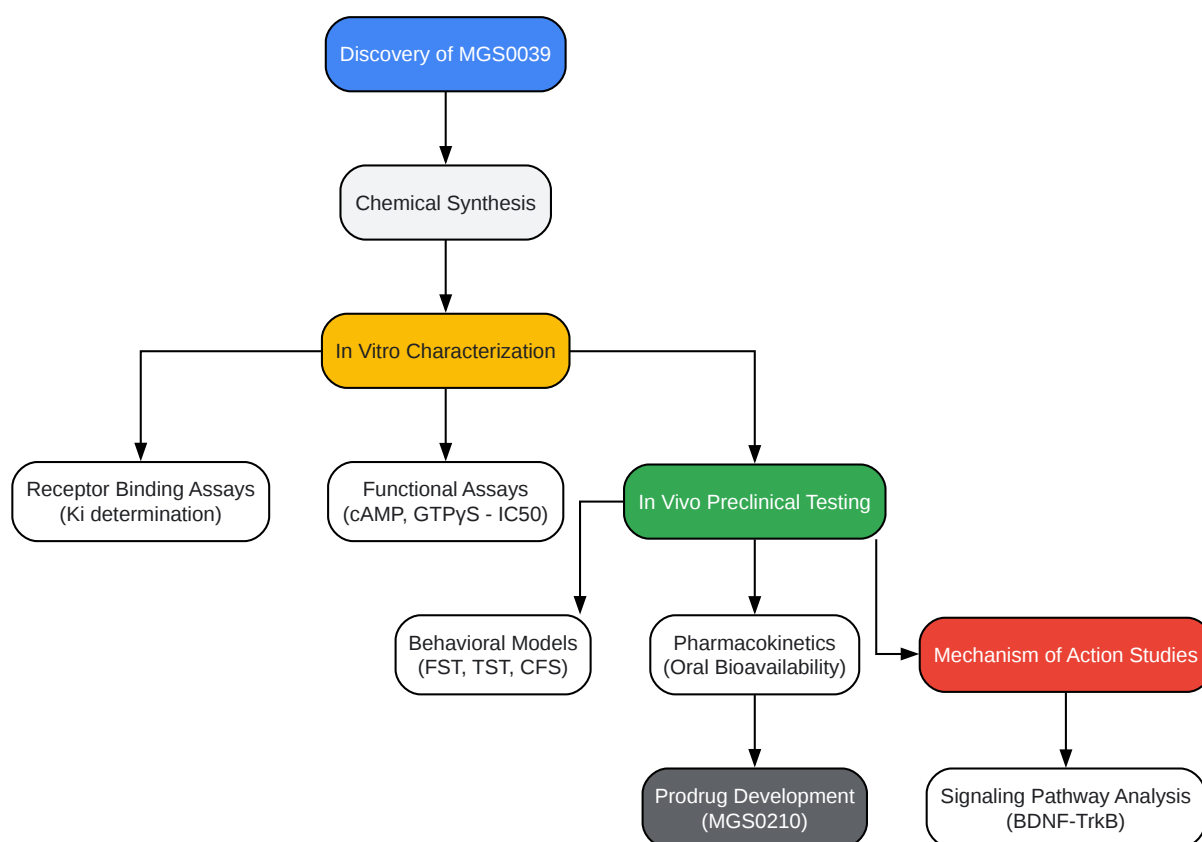 Discovery of MGS0039
Chemical Synthesis
In Vitro Characterization
Receptor Binding Assays
(Ki determination)
Functional Assays
(cAMP, GTPγS - IC50)
In Vivo Preclinical Testing
Behavioral Models
(FST, TST, CFS)
Pharmacokinetics
(Oral Bioavailability)
Mechanism of Action Studies
Prodrug Development
(MGS0210)
Signaling Pathway Analysis
(BDNF-TrkB)